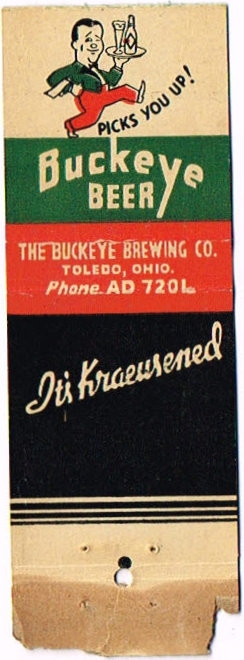 PICKS YOU UP!
Buckeye
BEER
THE BUCKEYE BREWING CO.
TOLEDO, OHIO.
Phone AD 7201
It's Kraeusened